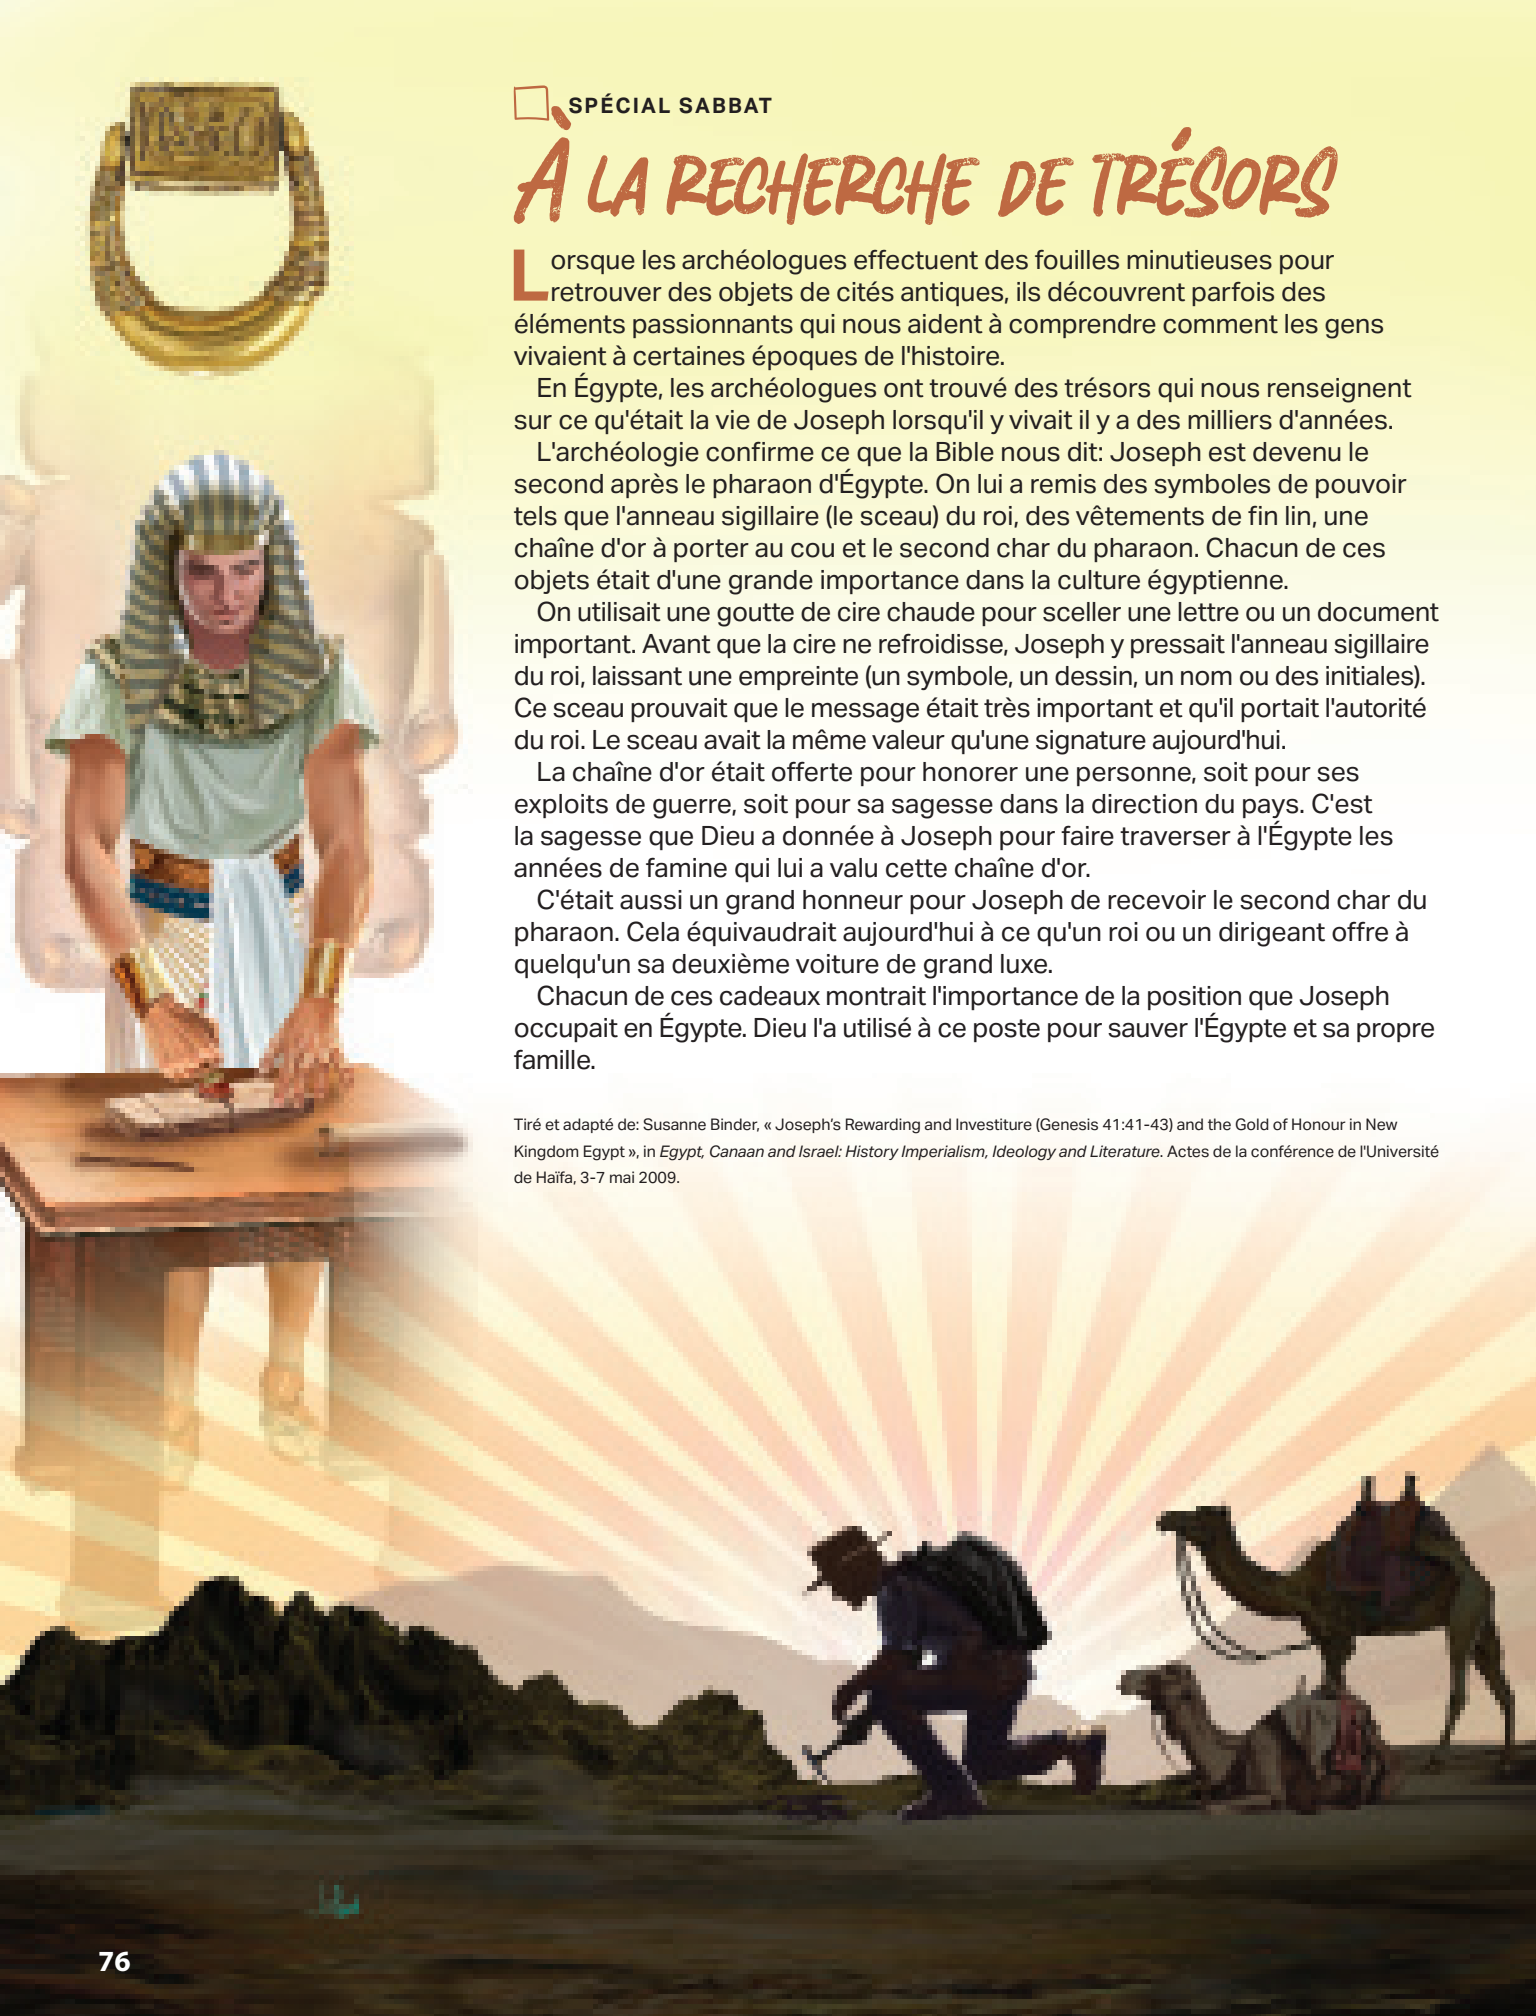 SPÉCIAL SABBAT
À LA RECHERCHE DE TRÉSORS
Lorsque les archéologues effectuent des fouilles minutieuses pour
retrouver des objets de cités antiques, ils découvrent parfois des
éléments passionnants qui nous aident à comprendre comment les gens
vivaient à certaines époques de l'histoire.
En Égypte, les archéologues ont trouvé des trésors qui nous renseignent
sur ce qu'était la vie de Joseph lorsqu'il y vivait il y a des milliers d'années.
L'archéologie confirme ce que la Bible nous dit: Joseph est devenu le
second après le pharaon d'Égypte. On lui a remis des symboles de pouvoir
tels que l'anneau sigillaire (le sceau) du roi, des vêtements de fin lin, une
chaîne d'or à porter au cou et le second char du pharaon. Chacun de ces
objets était d'une grande importance dans la culture égyptienne.
On utilisait une goutte de cire chaude pour sceller une lettre ou un document
important. Avant que la cire ne refroidisse, Joseph y pressait l'anneau sigillaire
du roi, laissant une empreinte (un symbole, un dessin, un nom ou des initiales).
Ce sceau prouvait que le message était très important et qu'il portait l'autorité
du roi. Le sceau avait la même valeur qu'une signature aujourd'hui.
La chaîne d'or était offerte pour honorer une personne, soit pour ses
exploits de guerre, soit pour sa sagesse dans la direction du pays. C'est
la sagesse que Dieu a donnée à Joseph pour faire traverser à l'Égypte les
années de famine qui lui a valu cette chaîne d'or.
C'était aussi un grand honneur pour Joseph de recevoir le second char du
pharaon. Cela équivaudrait aujourd'hui à ce qu'un roi ou un dirigeant offre à
quelqu'un sa deuxième voiture de grand luxe.
Chacun de ces cadeaux montrait l'importance de la position que Joseph
occupait en Égypte. Dieu l'a utilisé à ce poste pour sauver l'Égypte et sa propre
famille.
Tiré et adapté de: Susanne Binder, « Joseph's Rewarding and Investiture (Genesis 41:41-43) and the Gold of Honour in New
Kingdom Egypt », in Egypt, Canaan and Israel: History Imperialism, Ideology and Literature. Actes de la conférence de l'Université
de Haïfa, 3-7 mai 2009.
76